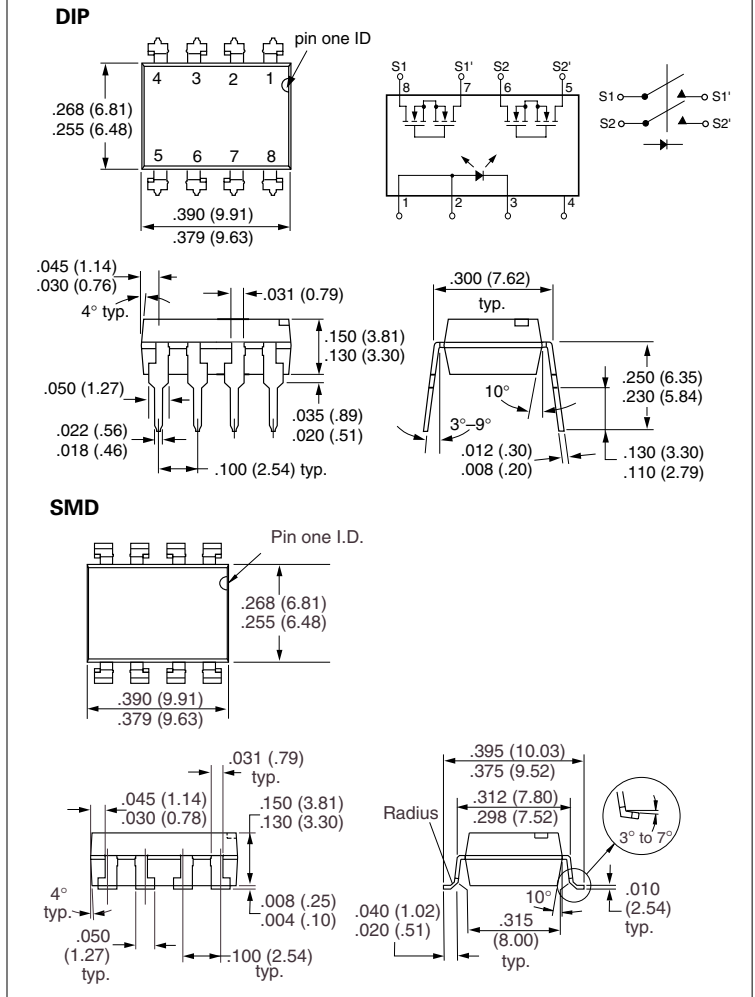 DIP
pin one ID
4 3 2 1
5 6 7 8
.268 (6.81)
.255 (6.48)
.390 (9.91)
.379 (9.63)
S1 S1' S2 S2'
8 7 6 5
1 2 3 4
S1 S1'
S2 S2'
.045 (1.14)
.030 (0.76)
4° typ.
.031 (0.79)
.150 (3.81)
.130 (3.30)
.050 (1.27)
.022 (.56)
.018 (.46)
.035 (.89)
.020 (.51)
.100 (2.54) typ.
.300 (7.62)
typ.
10°
3°–9°
.012 (.30)
.008 (.20)
.250 (6.35)
.230 (5.84)
.130 (3.30)
.110 (2.79)
SMD
Pin one I.D.
.268 (6.81)
.255 (6.48)
.390 (9.91)
.379 (9.63)
.031 (.79)
typ.
.045 (1.14)
.030 (0.78)
.150 (3.81)
.130 (3.30)
4°
typ.
.050
(1.27)
typ.
.008 (.25)
.004 (.10)
.100 (2.54)
typ.
.395 (10.03)
.375 (9.52)
.312 (7.80)
.298 (7.52)
Radius
3° to 7°
10°
.040 (1.02)
.020 (.51)
.315
(8.00)
typ.
.010
(2.54)
typ.